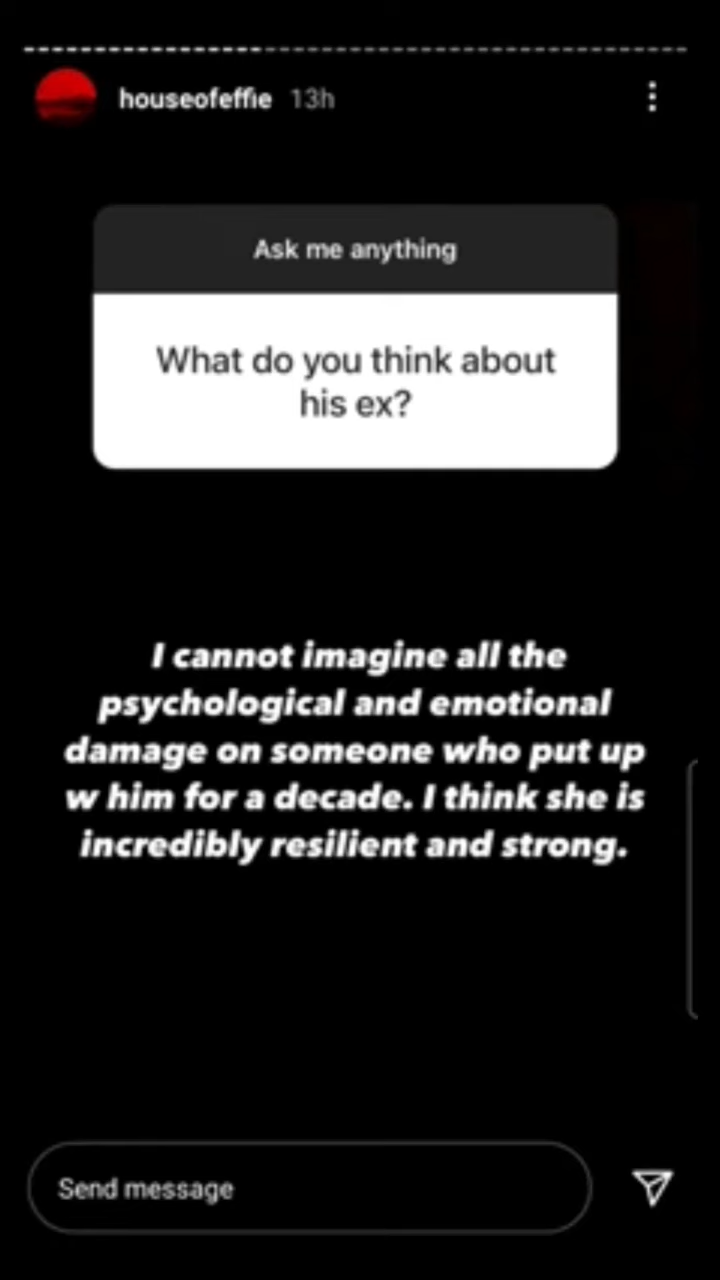 houseofeffie 13h
Ask me anything
What do you think about
his ex?
I cannot imagine all the
psychological and emotional
damage on someone who put up
w him for a decade. I think she is
incredibly resilient and strong.
Send message